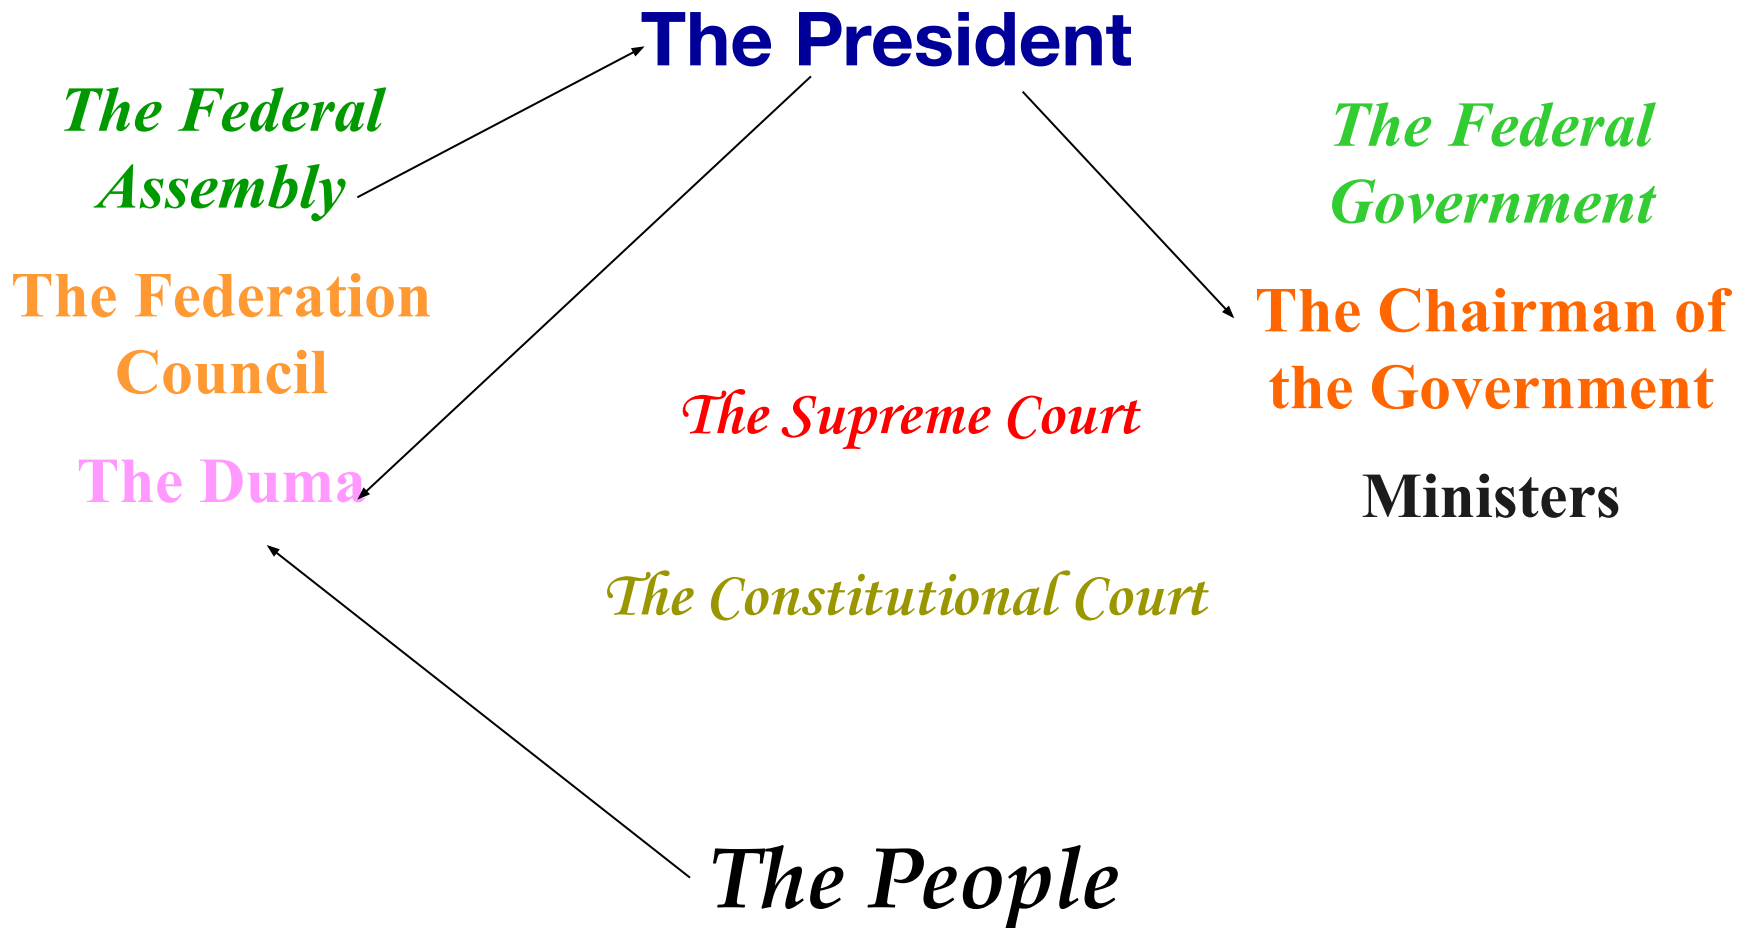 The President
The Federal
Assembly
The Federation
Council
The Duma
The Supreme Court
The Constitutional Court
The Federal
Government
The Chairman of
the Government
Ministers
The People